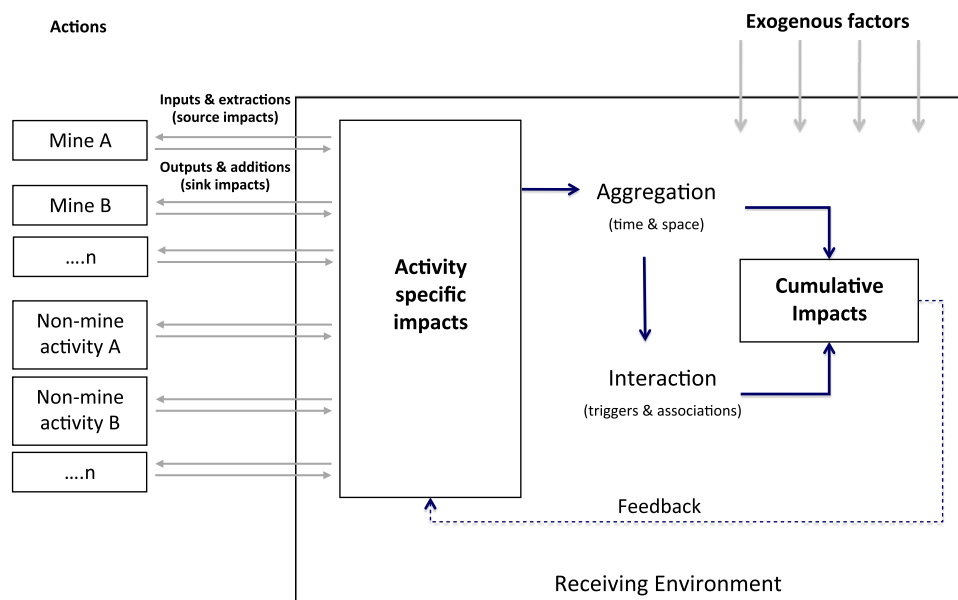 Actions
Exogenous factors
Inputs & extractions
(source impacts)
Mine A
Outputs & additions
(sink impacts)
Mine B
….n
Non-mine
activity A
Non-mine
activity B
….n
Activity
specific
impacts
Aggregation
(time & space)
Cumulative
Impacts
Interaction
(triggers & associations)
Feedback
Receiving Environment